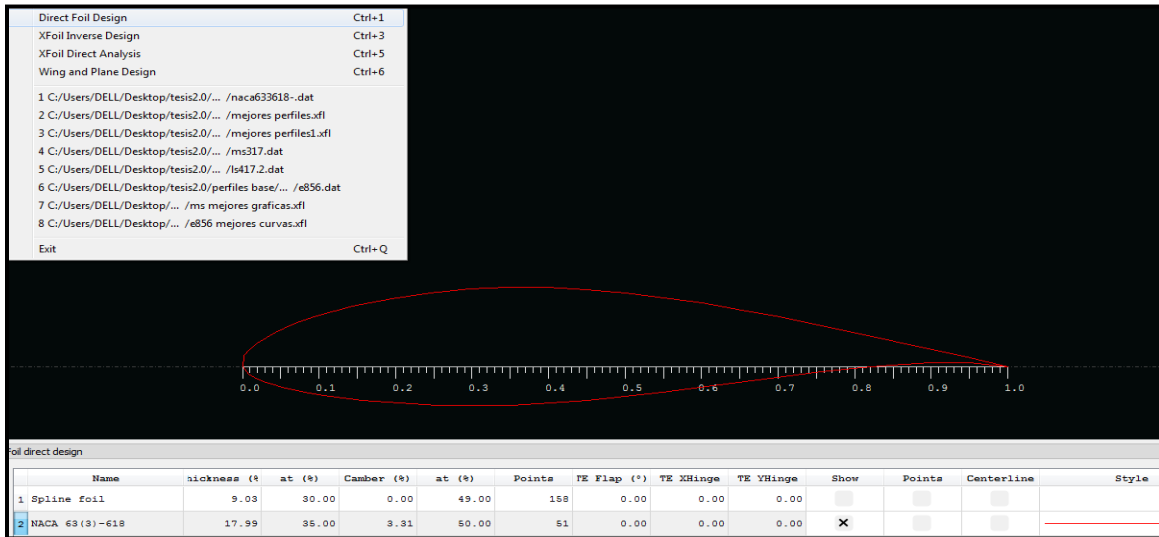 Direct Foil Design Ctrl+1
XFoil Inverse Design Ctrl+3
XFoil Direct Analysis Ctrl+5
Wing and Plane Design Ctrl+6
1 C:/Users/DELL/Desktop/tesis2.0/... /naca633618-.dat
2 C:/Users/DELL/Desktop/tesis2.0/... /mejores perfiles.xfl
3 C:/Users/DELL/Desktop/tesis2.0/... /mejores perfiles1.xfl
4 C:/Users/DELL/Desktop/tesis2.0/... /ms317.dat
5 C:/Users/DELL/Desktop/tesis2.0/... /ls417.2.dat
6 C:/Users/DELL/Desktop/tesis2.0/perfiles base/... /e856.dat
7 C:/Users/DELL/Desktop/... /ms mejores graficas.xfl
8 C:/Users/DELL/Desktop/... /e856 mejores curvas.xfl
Exit Ctrl+Q
0.0 0.1 0.2 0.3 0.4 0.5 0.6 0.7 0.8 0.9 1.0
Foil direct design
Name hickness (% at (%) Camber (%) at (%) Points TE Flap (°) TE XHinge TE YHinge Show Points Centerline Style
1 Spline foil 9.03 30.00 0.00 49.00 158 0.00 0.00 0.00
2 NACA 63(3)-618 17.99 35.00 3.31 50.00 51 0.00 0.00 0.00